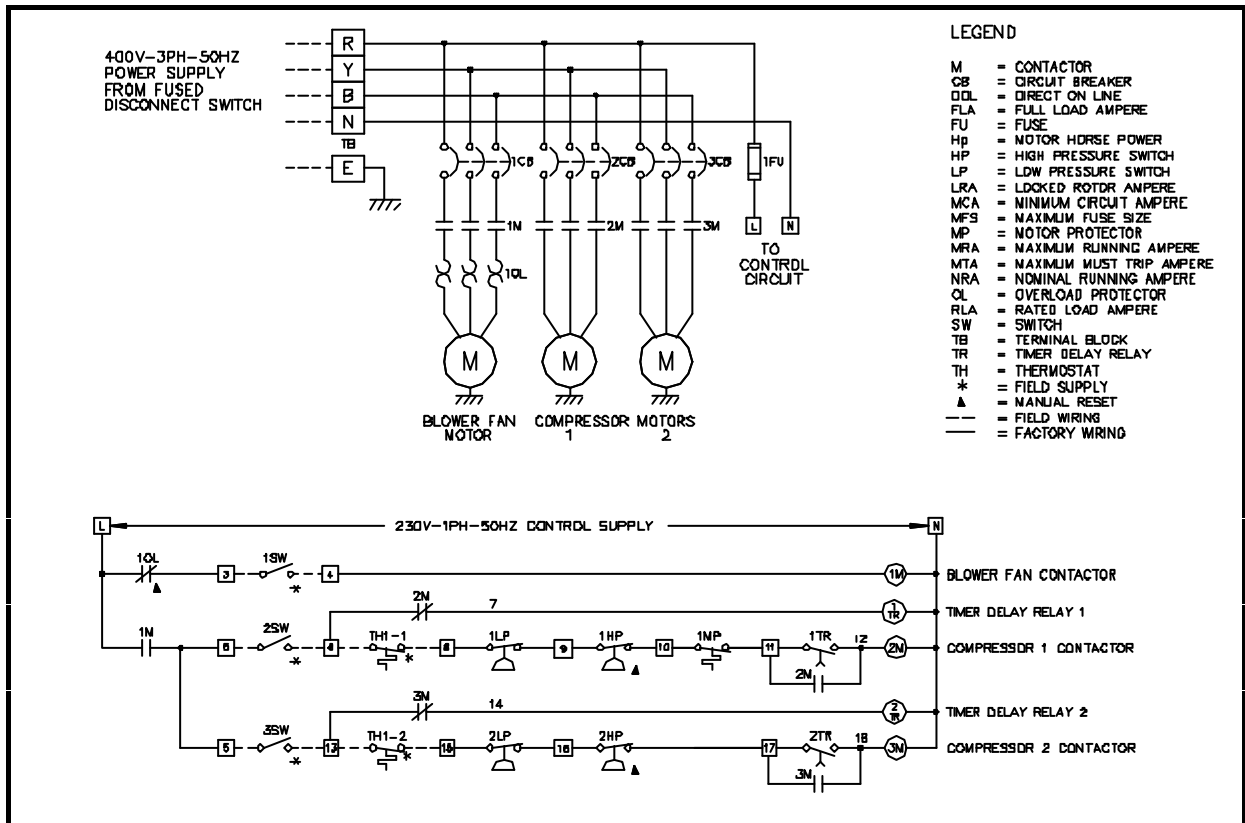 400V-3PH-50HZ
POWER SUPPLY
FROM FUSED
DISCONNECT SWITCH
R
Y
B
N
TB
E
1CB
2CB
3CB
1FU
1M
2M
3M
L
N
1OL
TO
CONTROL
CIRCUIT
M
M
M
BLOWER FAN
MOTOR
COMPRESSOR MOTORS
1
2
LEGEND
M = CONTACTOR
CB = CIRCUIT BREAKER
DOL = DIRECT ON LINE
FLA = FULL LOAD AMPERE
FU = FUSE
Hp = MOTOR HORSE POWER
HP = HIGH PRESSURE SWITCH
LP = LOW PRESSURE SWITCH
LRA = LOCKED ROTOR AMPERE
MCA = MINIMUM CIRCUIT AMPERE
MFS = MAXIMUM FUSE SIZE
MP = MOTOR PROTECTOR
MRA = MAXIMUM RUNNING AMPERE
MTA = MAXIMUM MUST TRIP AMPERE
NRA = NOMINAL RUNNING AMPERE
OL = OVERLOAD PROTECTOR
RLA = RATED LOAD AMPERE
SW = SWITCH
TB = TERMINAL BLOCK
TR = TIMER DELAY RELAY
TH = THERMOSTAT
* = FIELD SUPPLY
▲ = MANUAL RESET
--- = FIELD WIRING
— = FACTORY WIRING
L
230V-1PH-50HZ CONTROL SUPPLY
N
1OL
1SW
3
4
*
1M
BLOWER FAN CONTACTOR
2M
7
1
TR
TIMER DELAY RELAY 1
1M
2SW
*
TH1-1
*
8
1LP
9
1HP
10
1MP
11
1TR
12
2M
2M
COMPRESSOR 1 CONTACTOR
3M
14
2
TR
TIMER DELAY RELAY 2
5
3SW
*
13
TH1-2
*
15
2LP
16
2HP
17
2TR
18
3M
3M
COMPRESSOR 2 CONTACTOR